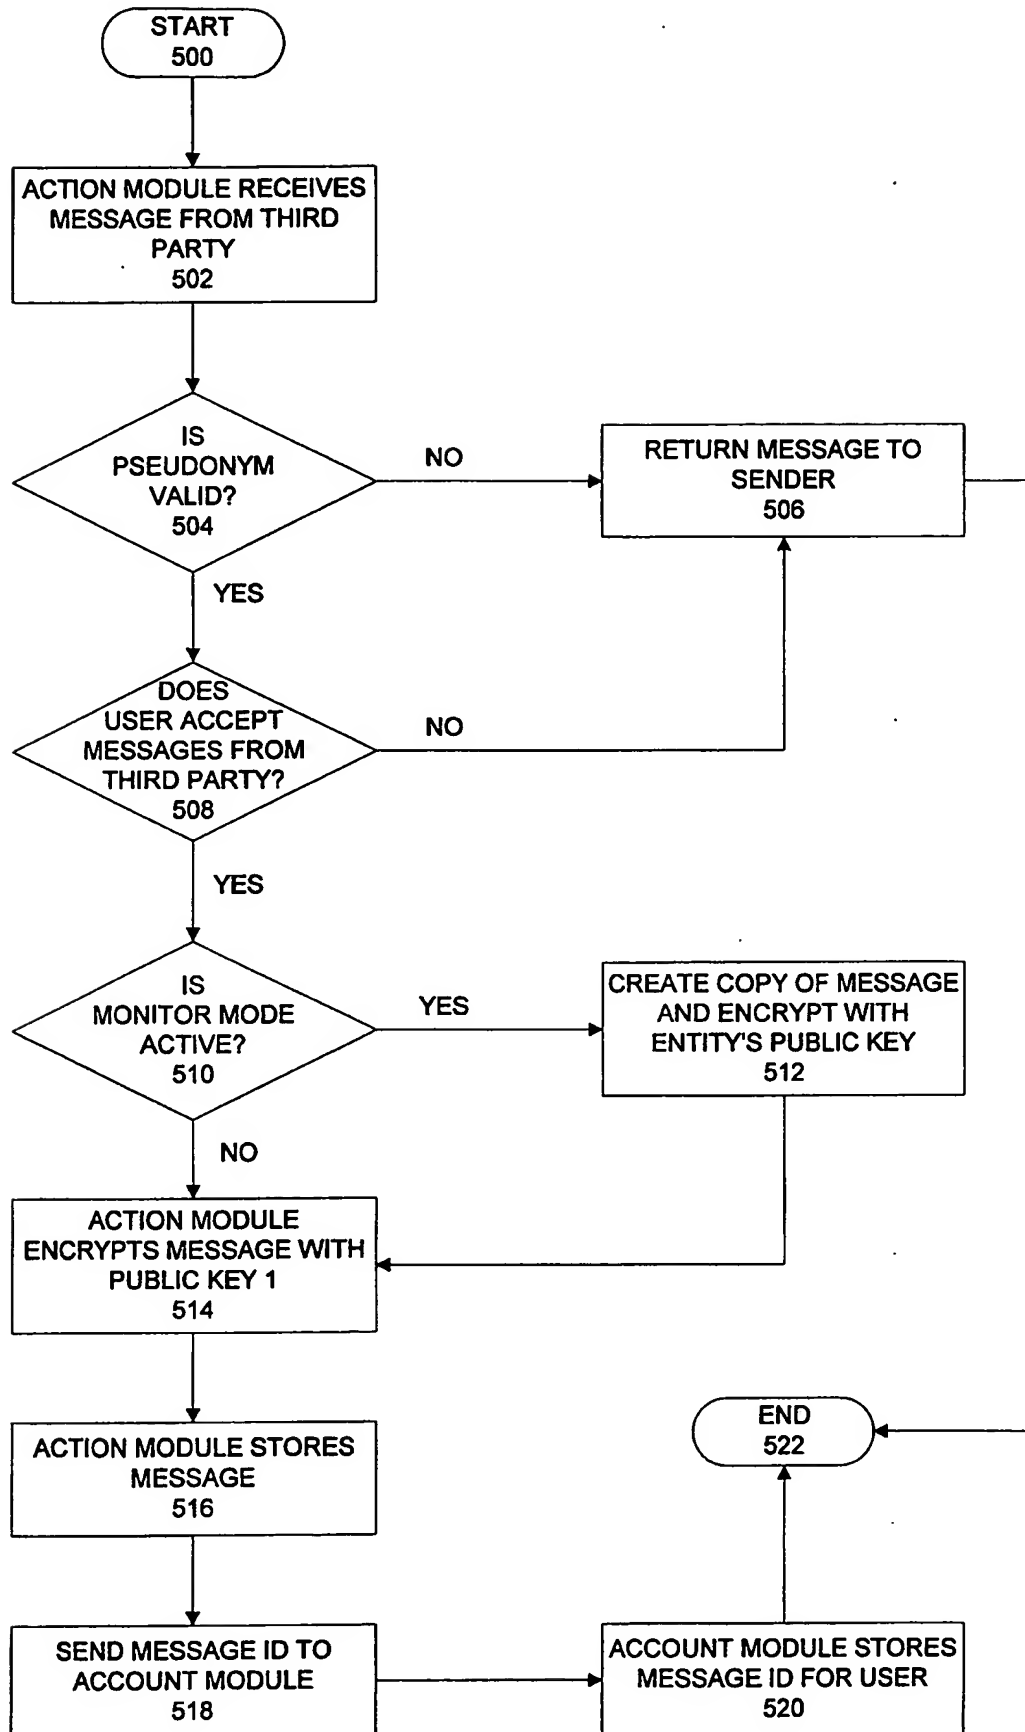 START
500
ACTION MODULE RECEIVES
MESSAGE FROM THIRD
PARTY
502
IS
PSEUDONYM
VALID?
504
NO
RETURN MESSAGE TO
SENDER
506
YES
DOES
USER ACCEPT
MESSAGES FROM
THIRD PARTY?
508
NO
YES
IS
MONITOR MODE
ACTIVE?
510
YES
CREATE COPY OF MESSAGE
AND ENCRYPT WITH
ENTITY'S PUBLIC KEY
512
NO
ACTION MODULE
ENCRYPTS MESSAGE WITH
PUBLIC KEY 1
514
ACTION MODULE STORES
MESSAGE
516
END
522
SEND MESSAGE ID TO
ACCOUNT MODULE
518
ACCOUNT MODULE STORES
MESSAGE ID FOR USER
520